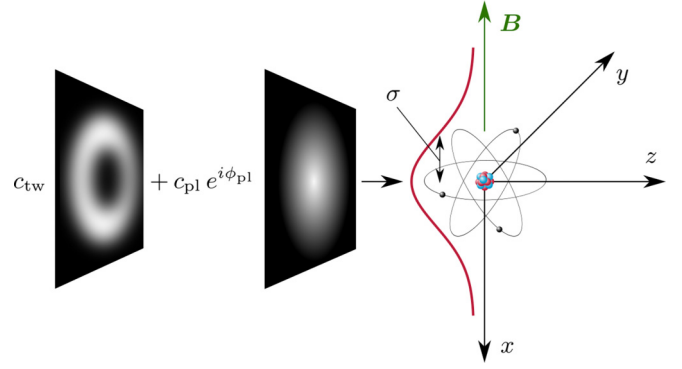 B
y
σ
c_tw + c_pl e^{iϕ_pl}
z
x